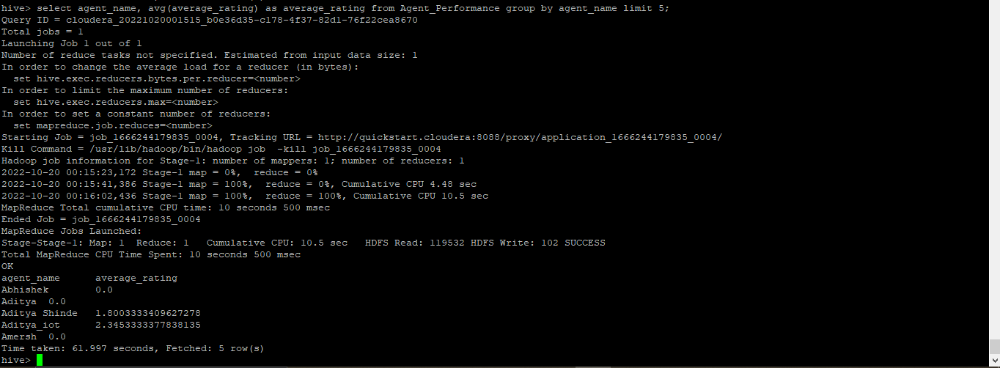 hive> select agent_name, avg(average_rating) as average_rating from Agent_Performance group by agent_name limit 5;
Query ID = cloudera_20221020001515_b0e36d35-c178-4f37-82d1-76f22cea8670
Total jobs = 1
Launching Job 1 out of 1
Number of reduce tasks not specified. Estimated from input data size: 1
In order to change the average load for a reducer (in bytes):
  set hive.exec.reducers.bytes.per.reducer=<number>
In order to limit the maximum number of reducers:
  set hive.exec.reducers.max=<number>
In order to set a constant number of reducers:
  set mapreduce.job.reduces=<number>
Starting Job = job_1666244179835_0004, Tracking URL = http://quickstart.cloudera:8088/proxy/application_1666244179835_0004/
Kill Command = /usr/lib/hadoop/bin/hadoop job  -kill job_1666244179835_0004
Hadoop job information for Stage-1: number of mappers: 1; number of reducers: 1
2022-10-20 00:15:23,172 Stage-1 map = 0%,  reduce = 0%
2022-10-20 00:15:41,386 Stage-1 map = 100%,  reduce = 0%, Cumulative CPU 4.48 sec
2022-10-20 00:16:02,436 Stage-1 map = 100%,  reduce = 100%, Cumulative CPU 10.5 sec
MapReduce Total cumulative CPU time: 10 seconds 500 msec
Ended Job = job_1666244179835_0004
MapReduce Jobs Launched:
Stage-Stage-1: Map: 1  Reduce: 1   Cumulative CPU: 10.5 sec   HDFS Read: 119532 HDFS Write: 102 SUCCESS
Total MapReduce CPU Time Spent: 10 seconds 500 msec
OK
agent_name      average_rating
Abhishek        0.0
Aditya  0.0
Aditya Shinde   1.8003333409627278
Aditya_iot      2.3453333377838135
Amersh  0.0
Time taken: 61.997 seconds, Fetched: 5 row(s)
hive>